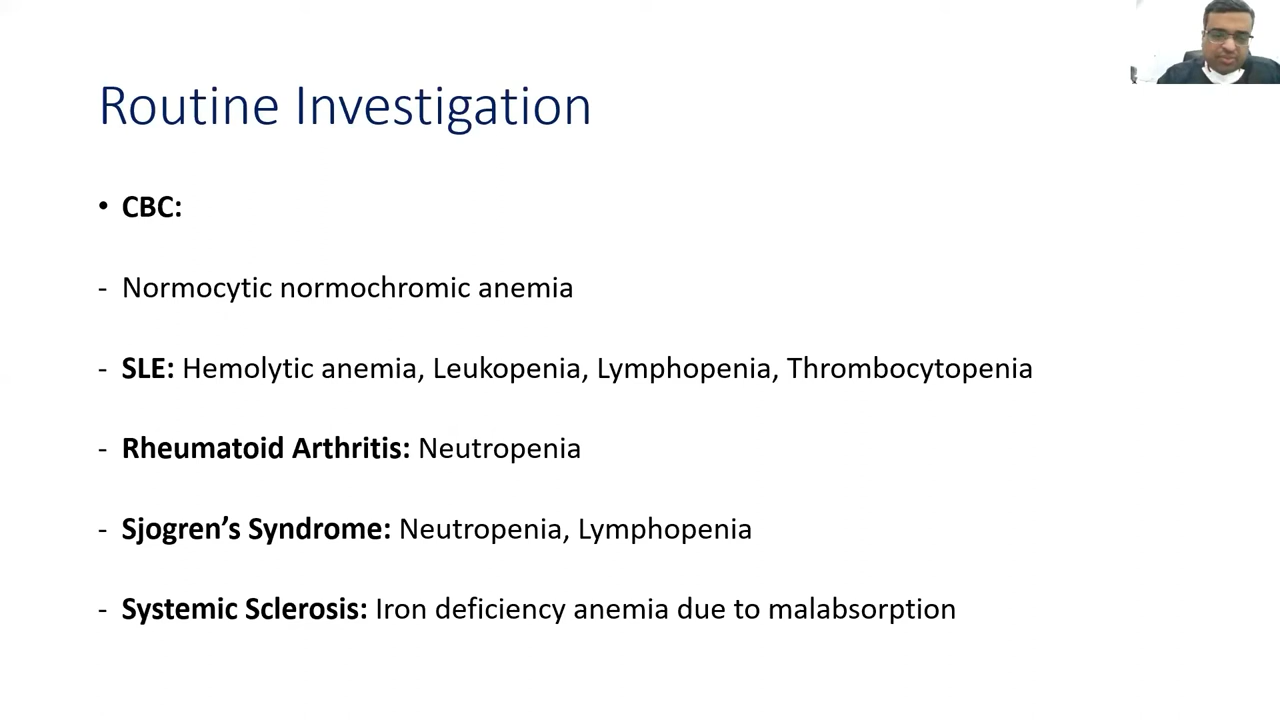 Routine Investigation
• CBC:
- Normocytic normochromic anemia
- SLE: Hemolytic anemia, Leukopenia, Lymphopenia, Thrombocytopenia
- Rheumatoid Arthritis: Neutropenia
- Sjogren’s Syndrome: Neutropenia, Lymphopenia
- Systemic Sclerosis: Iron deficiency anemia due to malabsorption